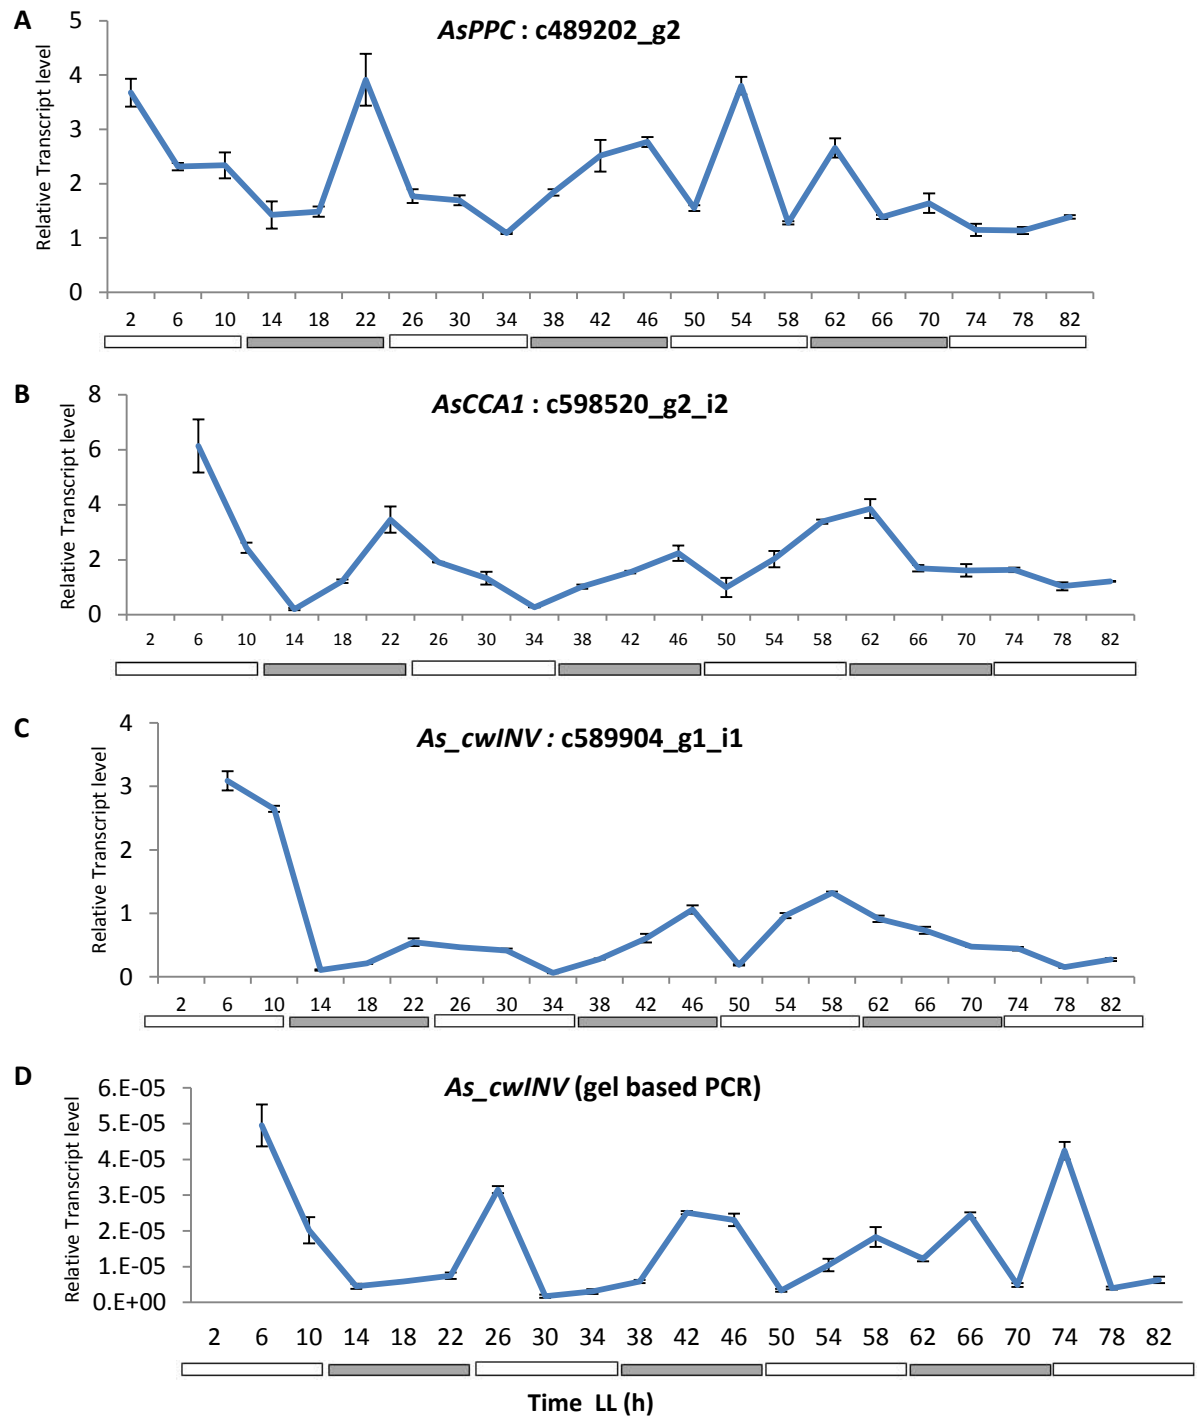 A
AsPPC : c489202_g2
Relative Transcript level
5
4
3
2
1
0
2 6 10 14 18 22 26 30 34 38 42 46 50 54 58 62 66 70 74 78 82
B
AsCCA1 : c598520_g2_i2
Relative Transcript level
8
6
4
2
0
2 6 10 14 18 22 26 30 34 38 42 46 50 54 58 62 66 70 74 78 82
C
As_cwINV : c589904_g1_i1
Relative Transcript level
4
3
2
1
0
2 6 10 14 18 22 26 30 34 38 42 46 50 54 58 62 66 70 74 78 82
D
As_cwINV (gel based PCR)
Relative Transcript level
6.E-05
5.E-05
4.E-05
3.E-05
2.E-05
1.E-05
0.E+00
2 6 10 14 18 22 26 30 34 38 42 46 50 54 58 62 66 70 74 78 82
Time LL (h)